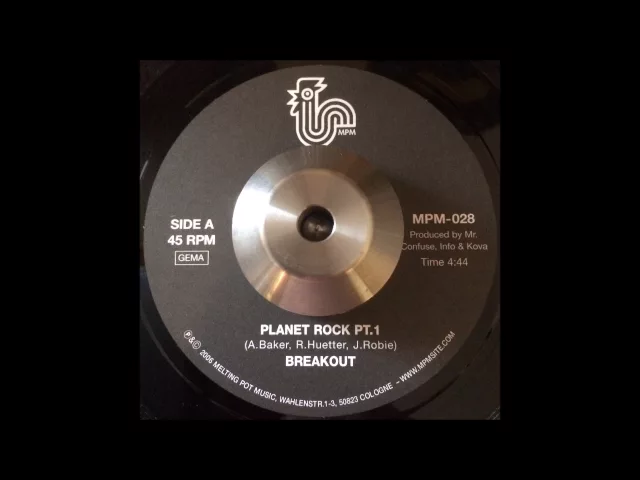 MPM
SIDE A
45 RPM
GEMA
MPM-028
Produced by Mr.
Confuse, Info & Kova
Time 4:44
PLANET ROCK PT.1
(A.Baker, R.Huetter, J.Robie)
BREAKOUT
℗ & © 2006 MELTING POT MUSIC, WAHLENSTR.1-3, 50823 COLOGNE - WWW.MPMSITE.COM